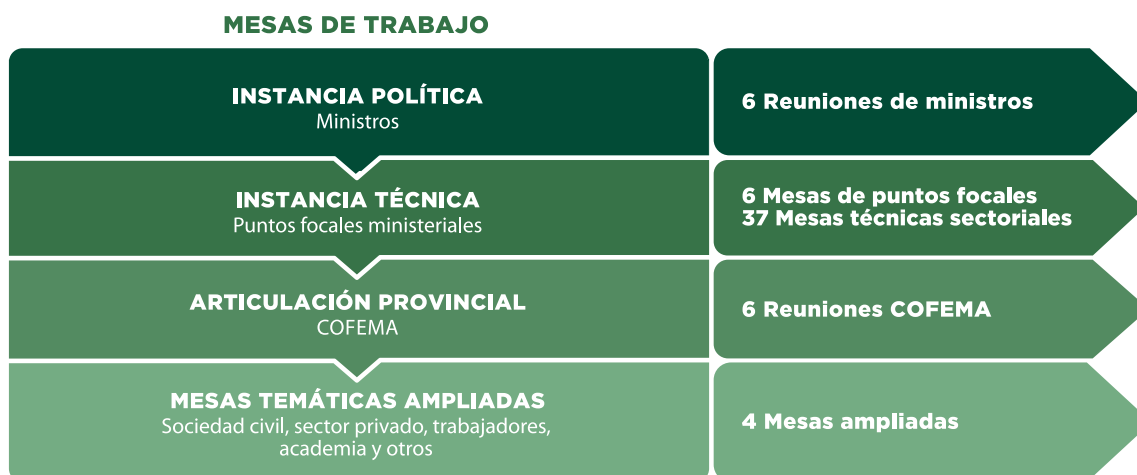 MESAS DE TRABAJO
INSTANCIA POLÍTICA
Ministros
6 Reuniones de ministros
INSTANCIA TÉCNICA
Puntos focales ministeriales
6 Mesas de puntos focales
37 Mesas técnicas sectoriales
ARTICULACIÓN PROVINCIAL
COFEMA
6 Reuniones COFEMA
MESAS TEMÁTICAS AMPLIADAS
Sociedad civil, sector privado, trabajadores,
academia y otros
4 Mesas ampliadas